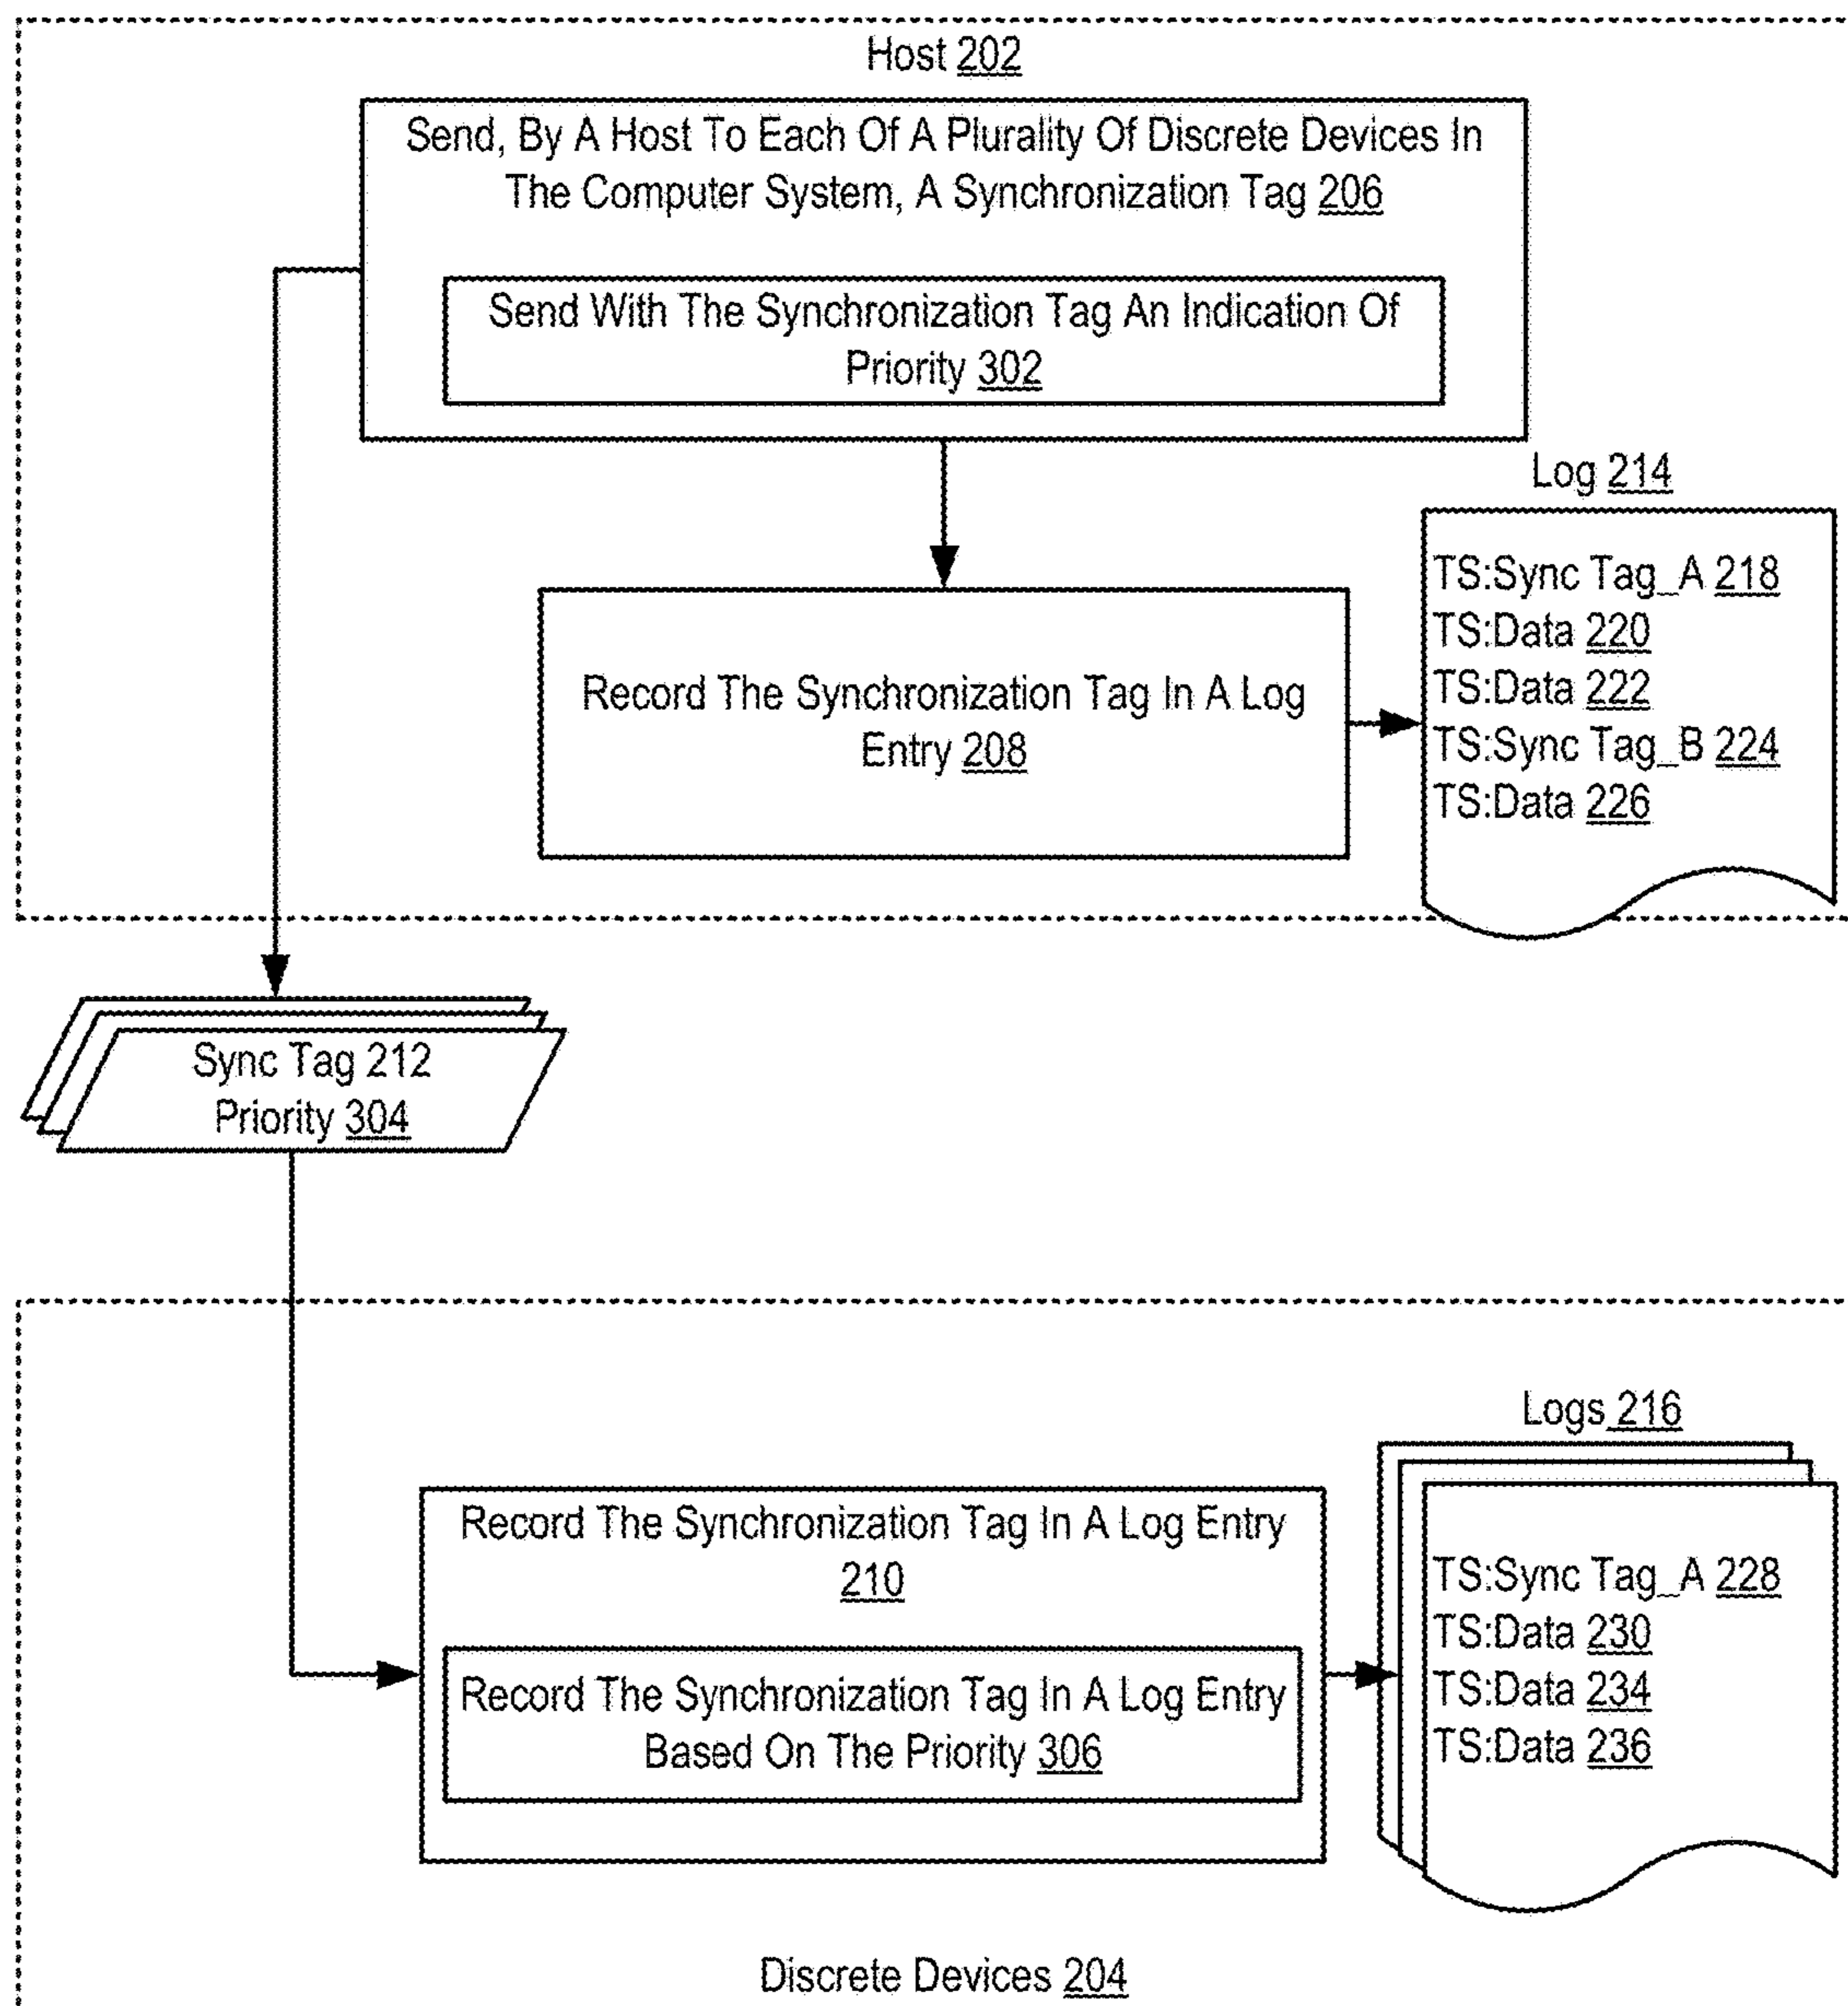 Host 202
Send, By A Host To Each Of A Plurality Of Discrete Devices In
The Computer System, A Synchronization Tag 206
Send With The Synchronization Tag An Indication Of
Priority 302
Log 214
TS:Sync Tag_A 218
TS:Data 220
TS:Data 222
TS:Sync Tag_B 224
TS:Data 226
Record The Synchronization Tag In A Log
Entry 208
Sync Tag 212
Priority 304
Logs 216
Record The Synchronization Tag In A Log Entry
210
Record The Synchronization Tag In A Log Entry
Based On The Priority 306
TS:Sync Tag_A 228
TS:Data 230
TS:Data 234
TS:Data 236
Discrete Devices 204